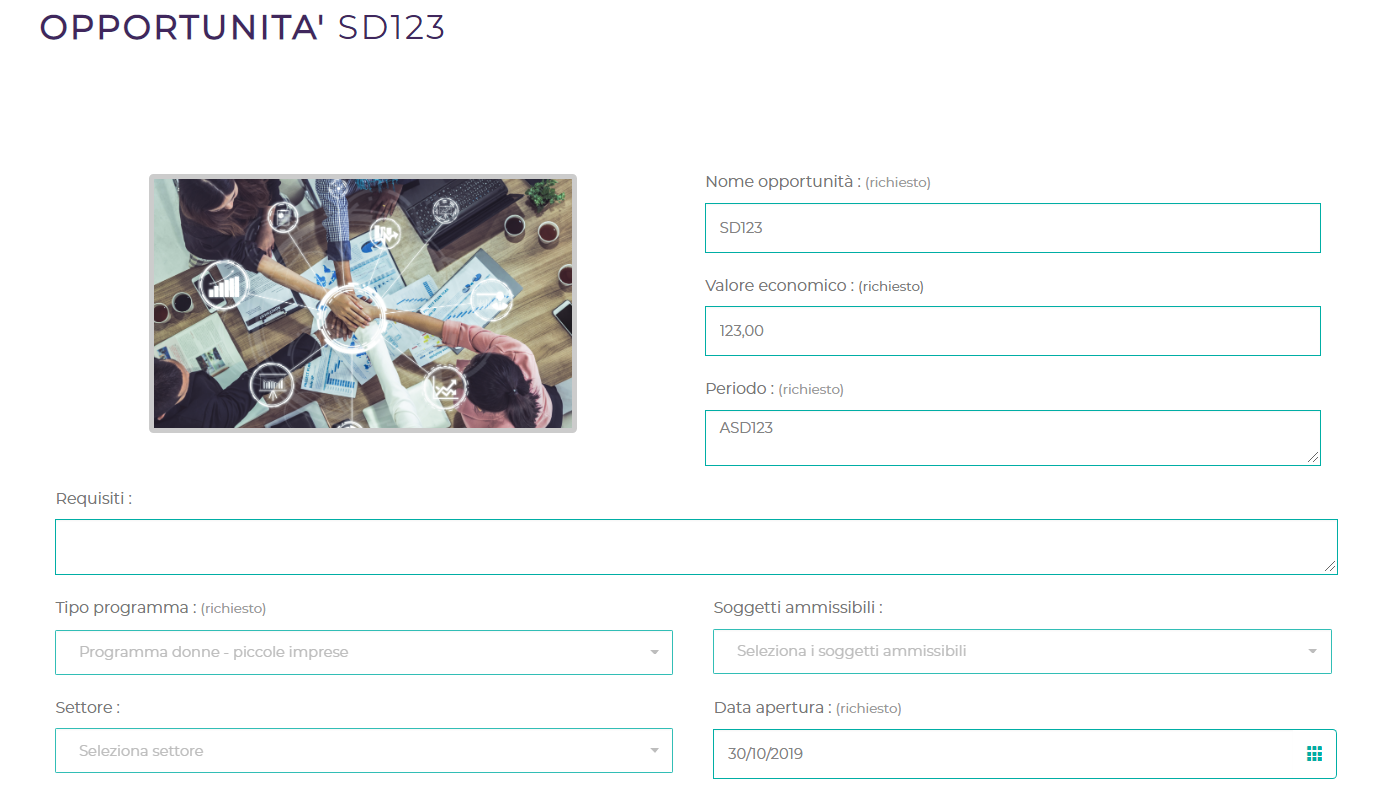 OPPORTUNITA' SD123
Nome opportunità : (richiesto)
SD123
Valore economico : (richiesto)
123,00
Periodo : (richiesto)
ASD123
Requisiti :
Tipo programma : (richiesto)
Programma donne - piccole imprese
Soggetti ammissibili :
Seleziona i soggetti ammissibili
Settore :
Seleziona settore
Data apertura : (richiesto)
30/10/2019